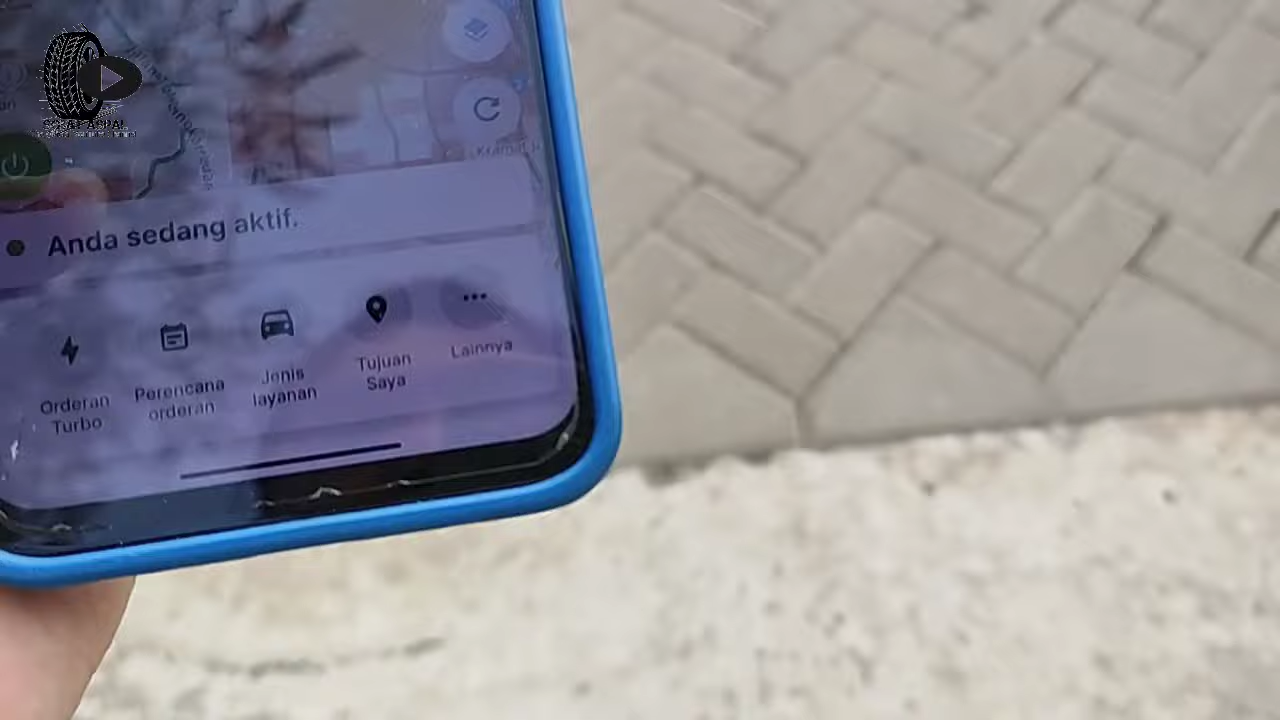 Anda sedang aktif.
Orderan
Turbo
Perencana
orderan
Jenis
layanan
Tujuan
Saya
Lainnya